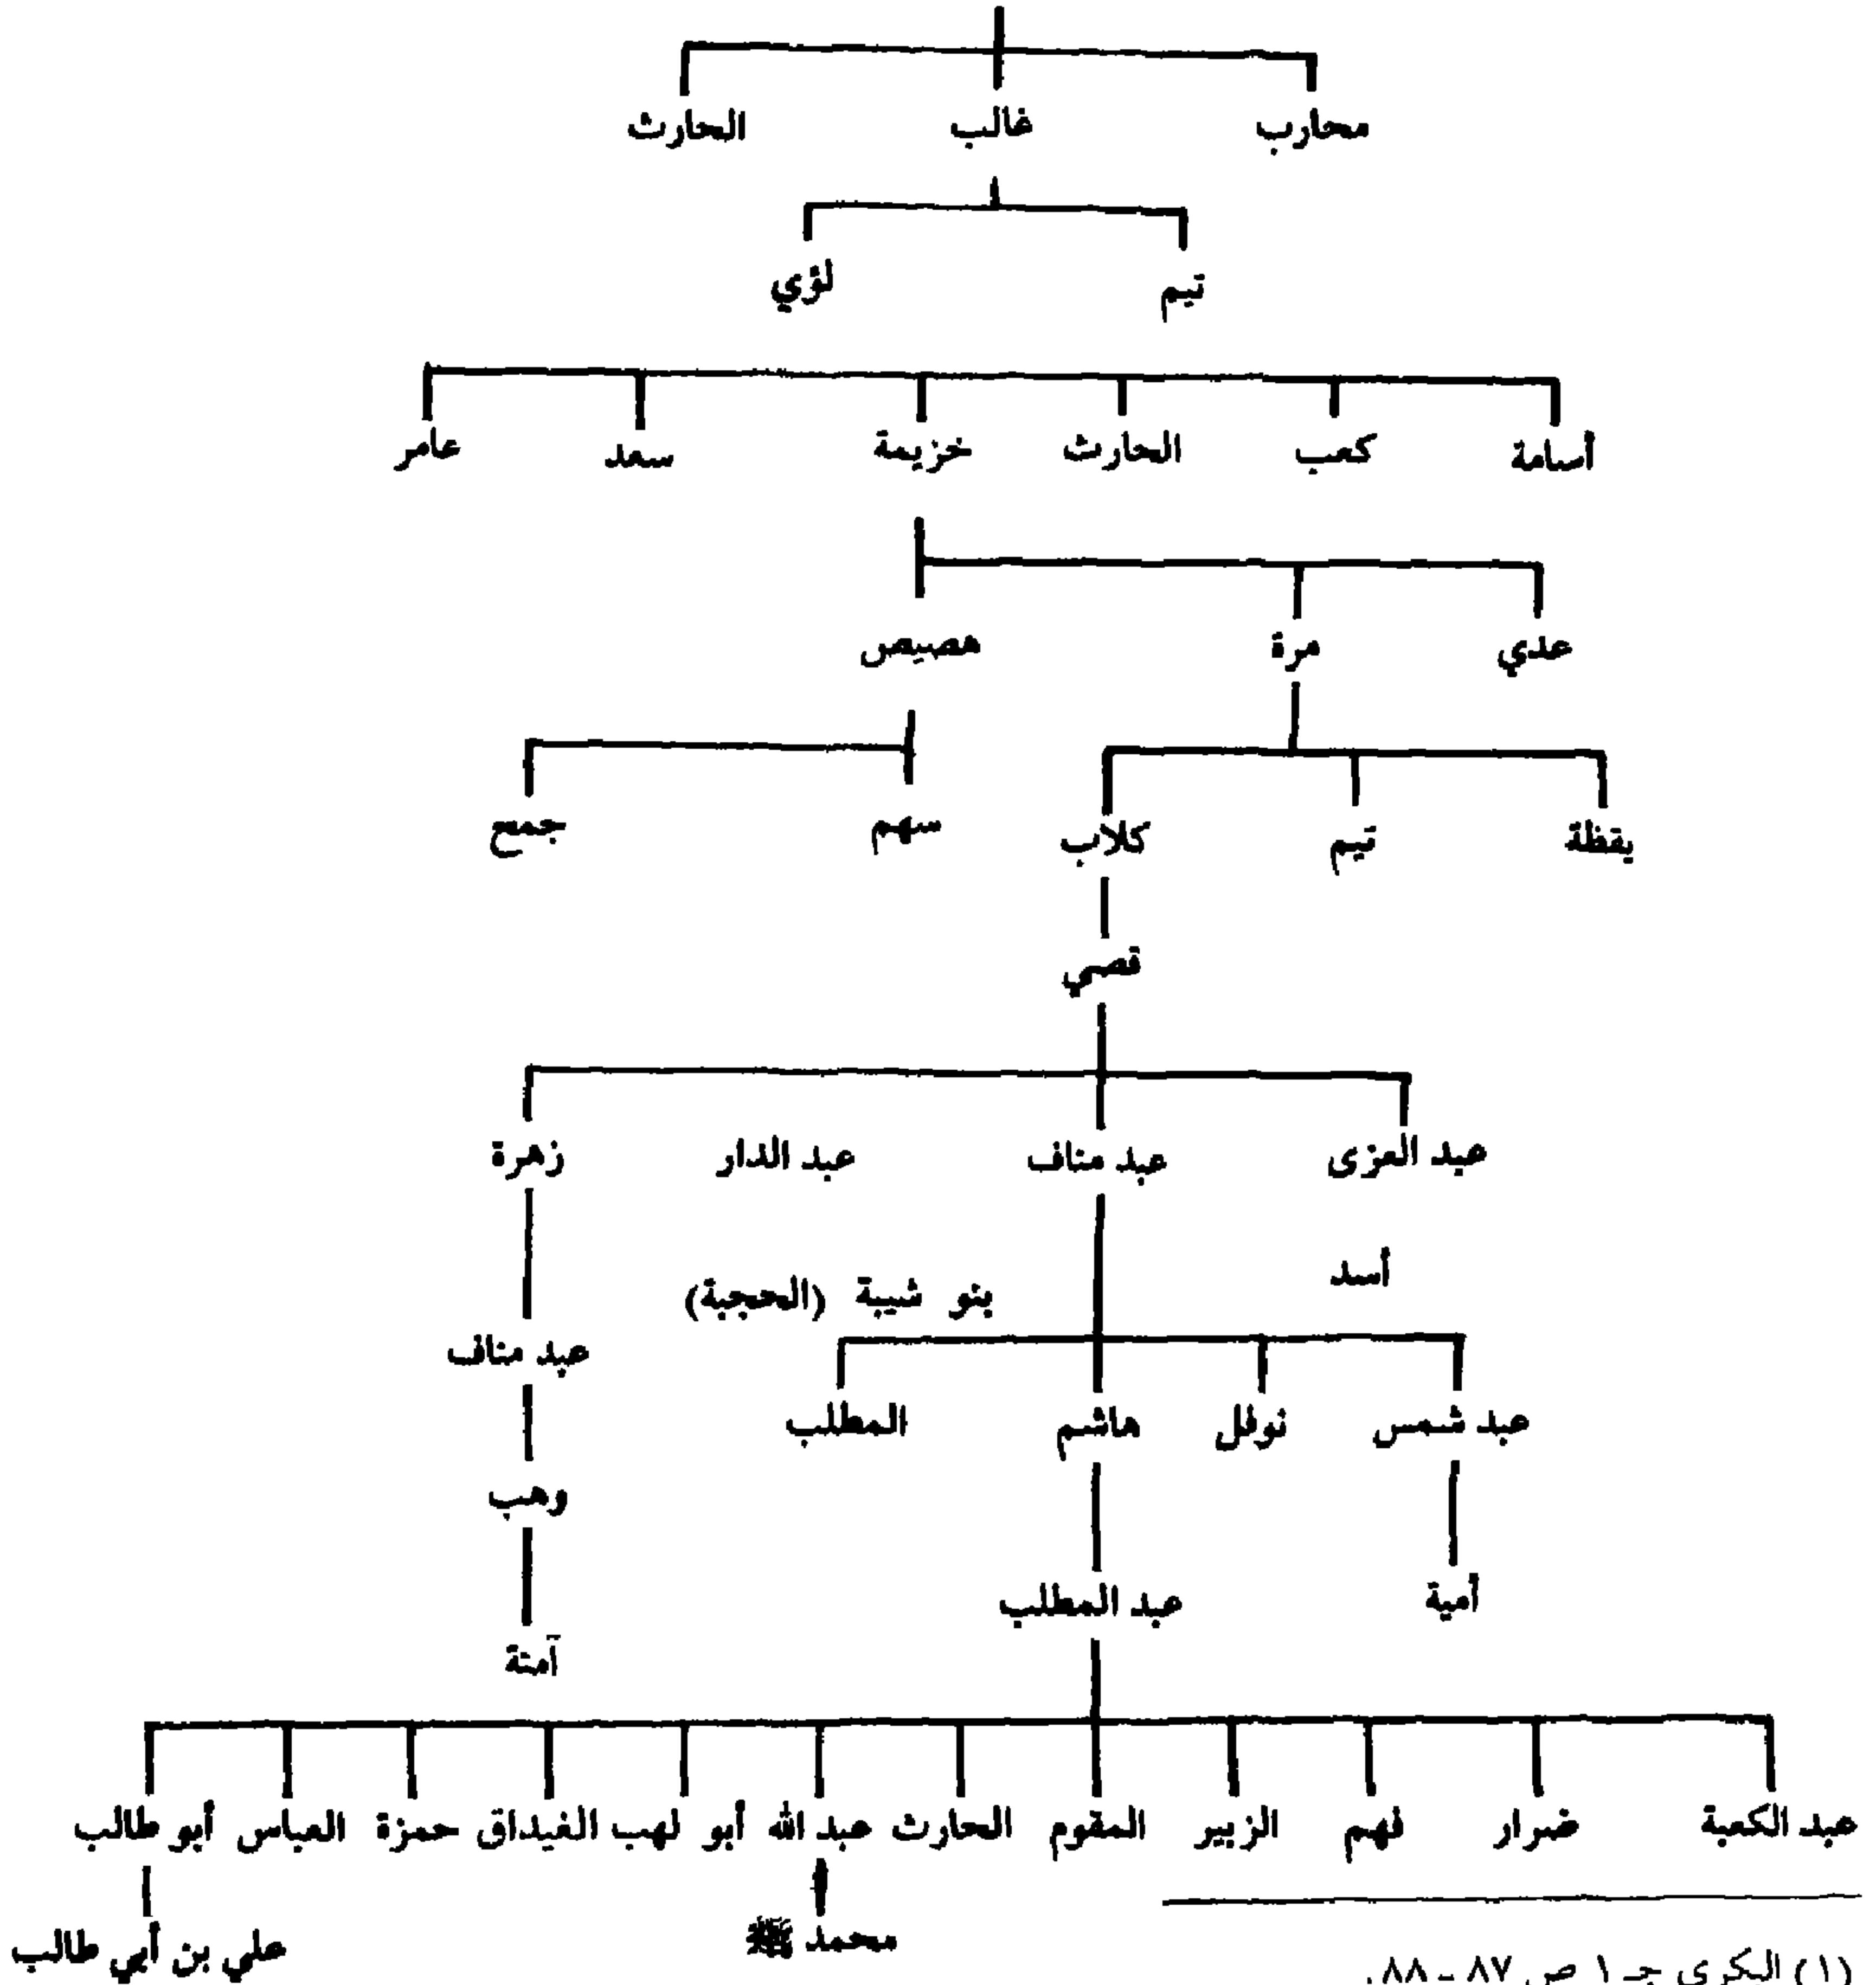 محارب غالب الحارث
تيم لؤي
أسامة كعب الحارث خزيمة سعد عامر
عدي مرة هصيص
يقظة تيم كلاب سهم جمح
قصي
عبد العزى عبد مناف عبد الدار زهرة
أسد
بنو شيبة (الحجبة)
عبد مناف
عبد شمس نوفل هاشم المطلب
وهب
أمية عبد المطلب
آمنة
عبد الكعبة ضرار فهم الزبير المقوم الحارث عبد الله أبو لهب الغيداق حمزة العباس أبو طالب
محمد ﷺ علي بن أبي طالب
(١) البكري جـ ١ ص ٨٧ - ٨٨.